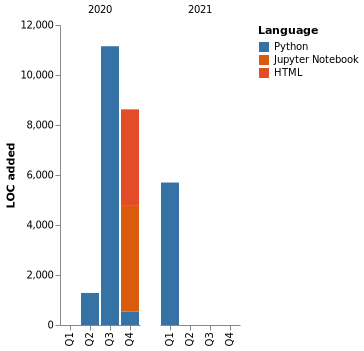 2020
2021
Language
Python
Jupyter Notebook
HTML
LOC added
12,000
10,000
8,000
6,000
4,000
2,000
0
Q1
Q2
Q3
Q4
Q1
Q2
Q3
Q4